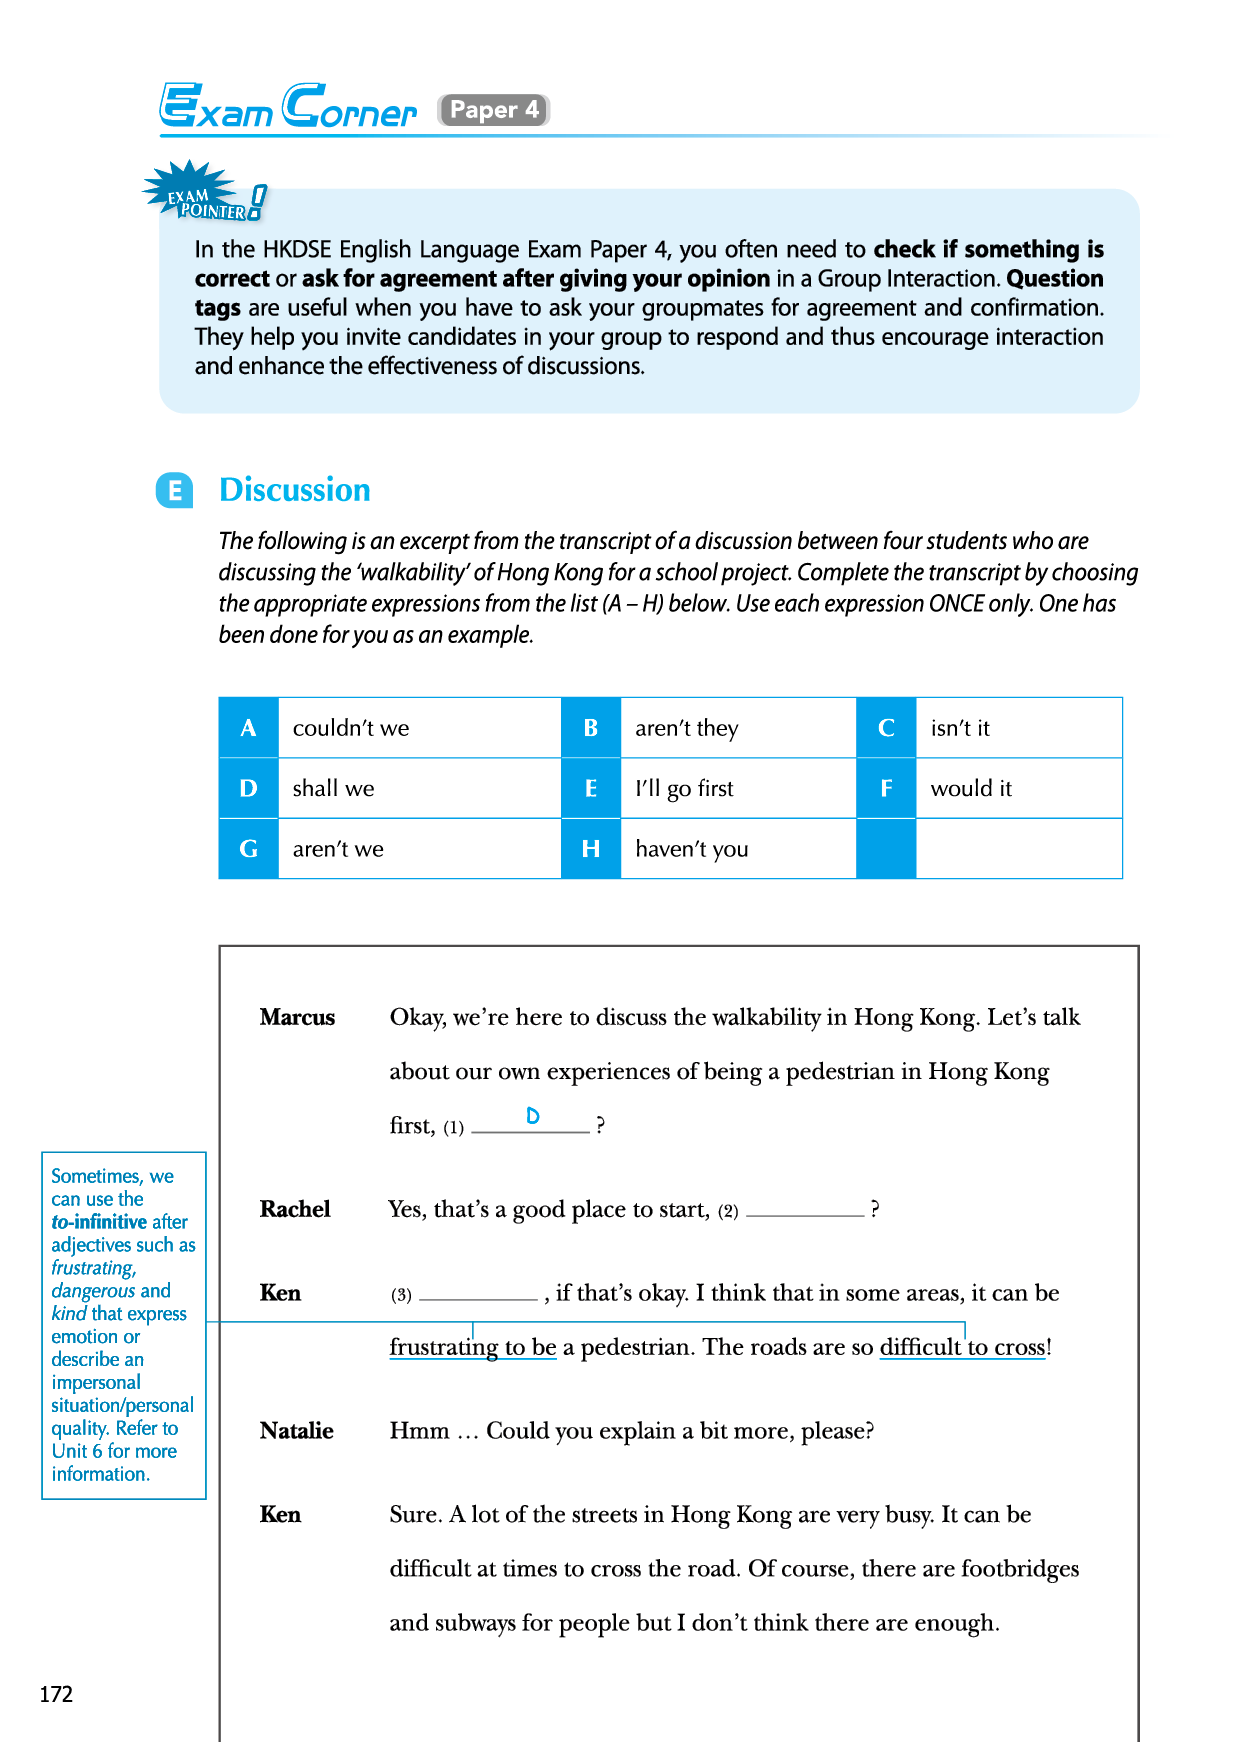 Exam Corner Paper 4
EXAM
POINTER!
In the HKDSE English Language Exam Paper 4, you often need to check if something is
correct or ask for agreement after giving your opinion in a Group Interaction. Question
tags are useful when you have to ask your groupmates for agreement and confirmation.
They help you invite candidates in your group to respond and thus encourage interaction
and enhance the effectiveness of discussions.
E Discussion
The following is an excerpt from the transcript of a discussion between four students who are
discussing the ‘walkability’ of Hong Kong for a school project. Complete the transcript by choosing
the appropriate expressions from the list (A – H) below. Use each expression ONCE only. One has
been done for you as an example.
A couldn’t we B aren’t they C isn’t it
D shall we E I’ll go first F would it
G aren’t we H haven’t you
Marcus Okay, we’re here to discuss the walkability in Hong Kong. Let’s talk
about our own experiences of being a pedestrian in Hong Kong
first, (1) D ?
Rachel Yes, that’s a good place to start, (2) ________ ?
Ken (3) ________ , if that’s okay. I think that in some areas, it can be
frustrating to be a pedestrian. The roads are so difficult to cross!
Natalie Hmm … Could you explain a bit more, please?
Ken Sure. A lot of the streets in Hong Kong are very busy. It can be
difficult at times to cross the road. Of course, there are footbridges
and subways for people but I don’t think there are enough.
Sometimes, we
can use the
to-infinitive after
adjectives such as
frustrating,
dangerous and
kind that express
emotion or
describe an
impersonal
situation/personal
quality. Refer to
Unit 6 for more
information.
172